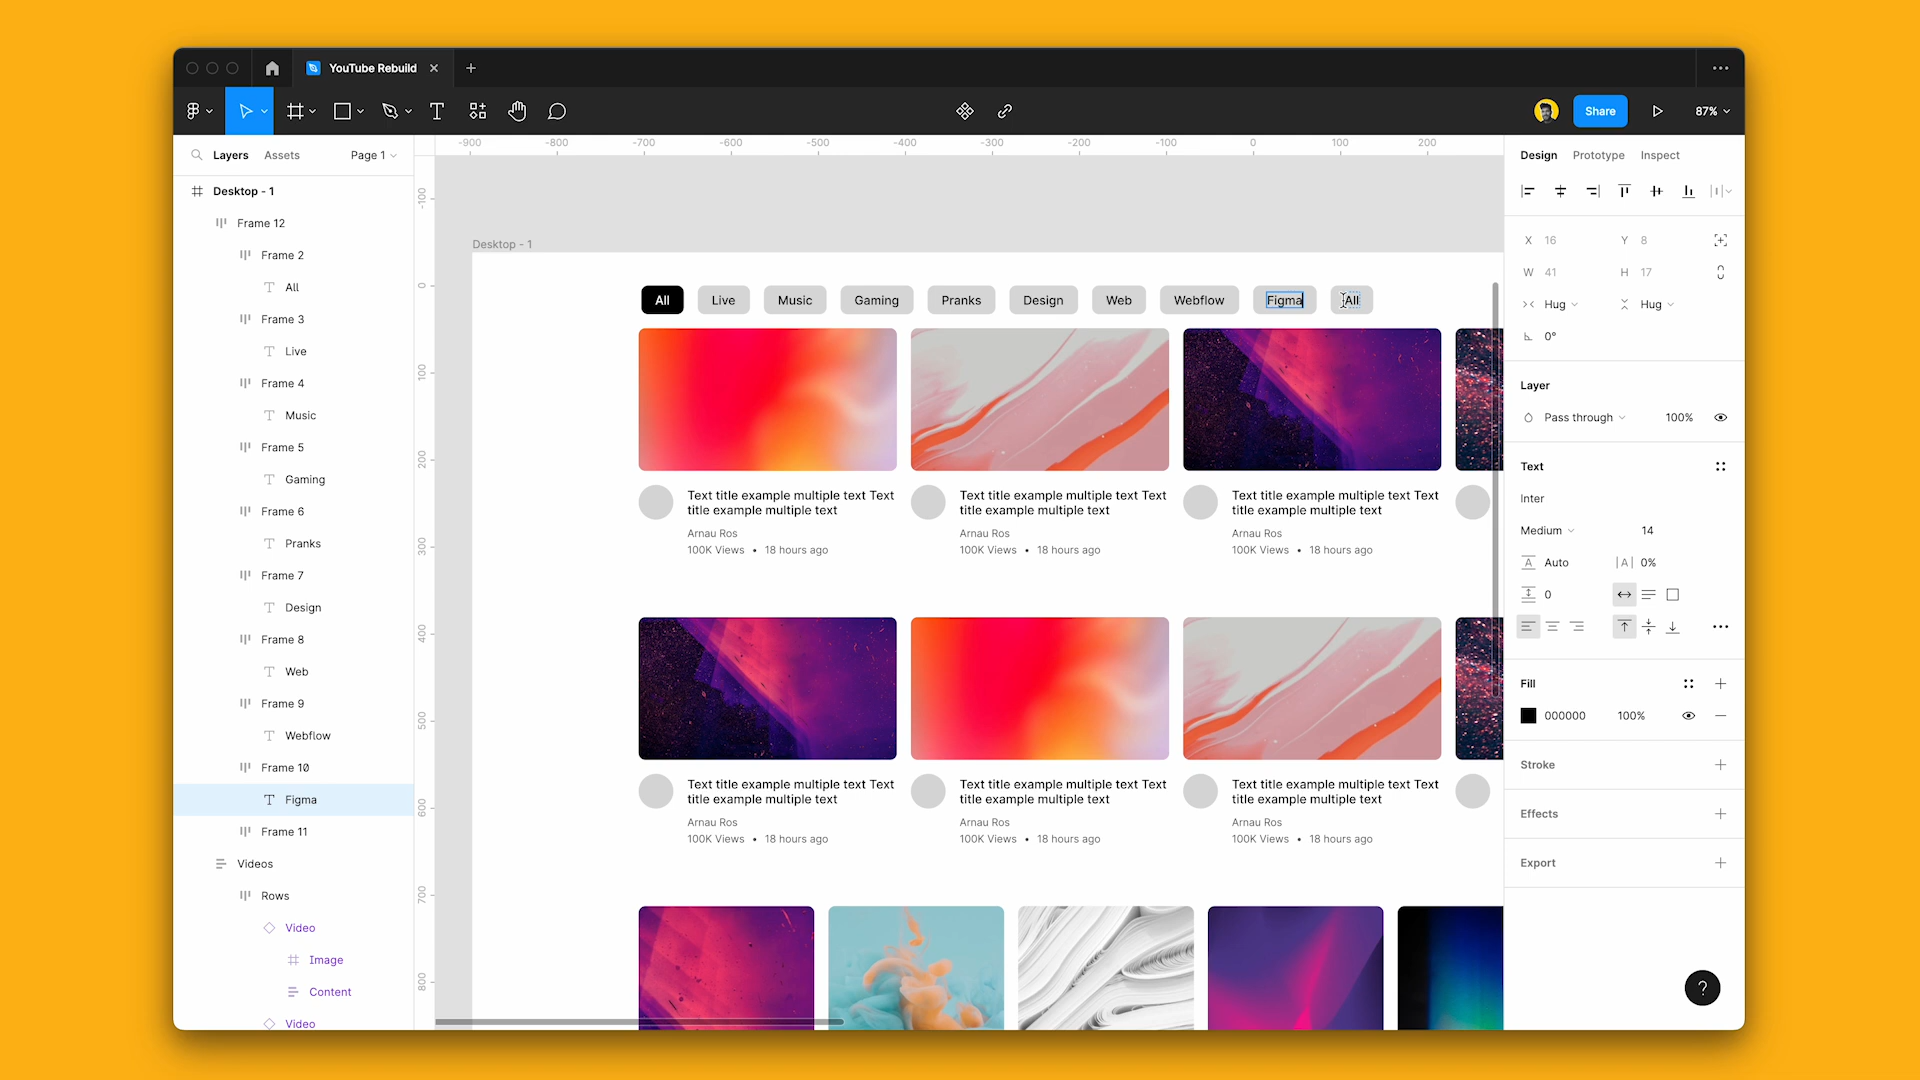 YouTube Rebuild
Share
87%
Layers Assets Page 1
-900 -800 -700 -600 -500 -400 -300 -200 -100 0 100 200
Design Prototype Inspect
Desktop - 1
Frame 12
Frame 2
All
Frame 3
Live
Frame 4
Music
Frame 5
Gaming
Frame 6
Pranks
Frame 7
Design
Frame 8
Web
Frame 9
Webflow
Frame 10
Figma
Frame 11
Videos
Rows
Video
Image
Content
Video
-100
0
100
200
300
400
500
600
700
800
Desktop - 1
All Live Music Gaming Pranks Design Web Webflow Figma All
Text title example multiple text Text
title example multiple text
Arnau Ros
100K Views • 18 hours ago
Text title example multiple text Text
title example multiple text
Arnau Ros
100K Views • 18 hours ago
Text title example multiple text Text
title example multiple text
Arnau Ros
100K Views • 18 hours ago
Text title example multiple text Text
title example multiple text
Arnau Ros
100K Views • 18 hours ago
Text title example multiple text Text
title example multiple text
Arnau Ros
100K Views • 18 hours ago
Text title example multiple text Text
title example multiple text
Arnau Ros
100K Views • 18 hours ago
X 16 Y 8
W 41 H 17
Hug Hug
0°
Layer
Pass through 100%
Text
Inter
Medium 14
Auto 0%
0
Fill
000000 100%
Stroke
Effects
Export
?